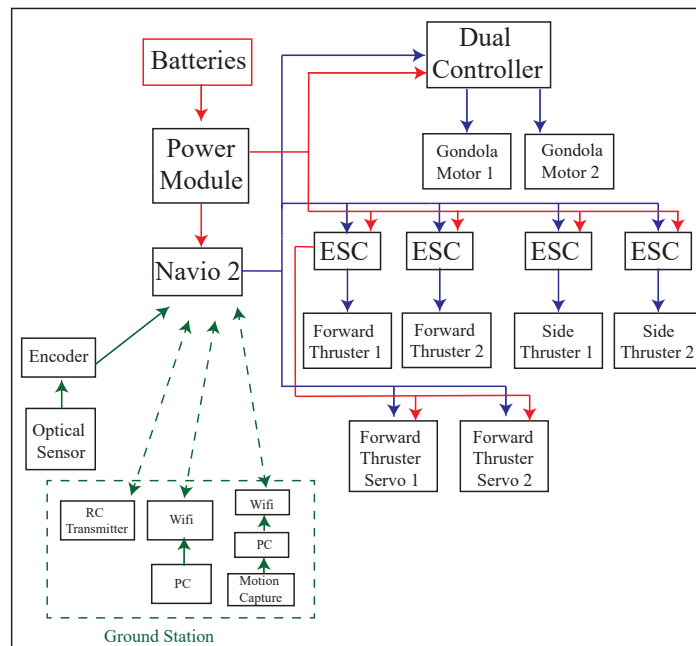 Batteries
Dual
Controller
Power
Module
Gondola
Motor 1
Gondola
Motor 2
Navio 2
ESC
ESC
ESC
ESC
Forward
Thruster 1
Forward
Thruster 2
Side
Thruster 1
Side
Thruster 2
Encoder
Optical
Sensor
Forward
Thruster
Servo 1
Forward
Thruster
Servo 2
RC
Transmitter
Wifi
PC
Wifi
PC
Motion
Capture
Ground Station